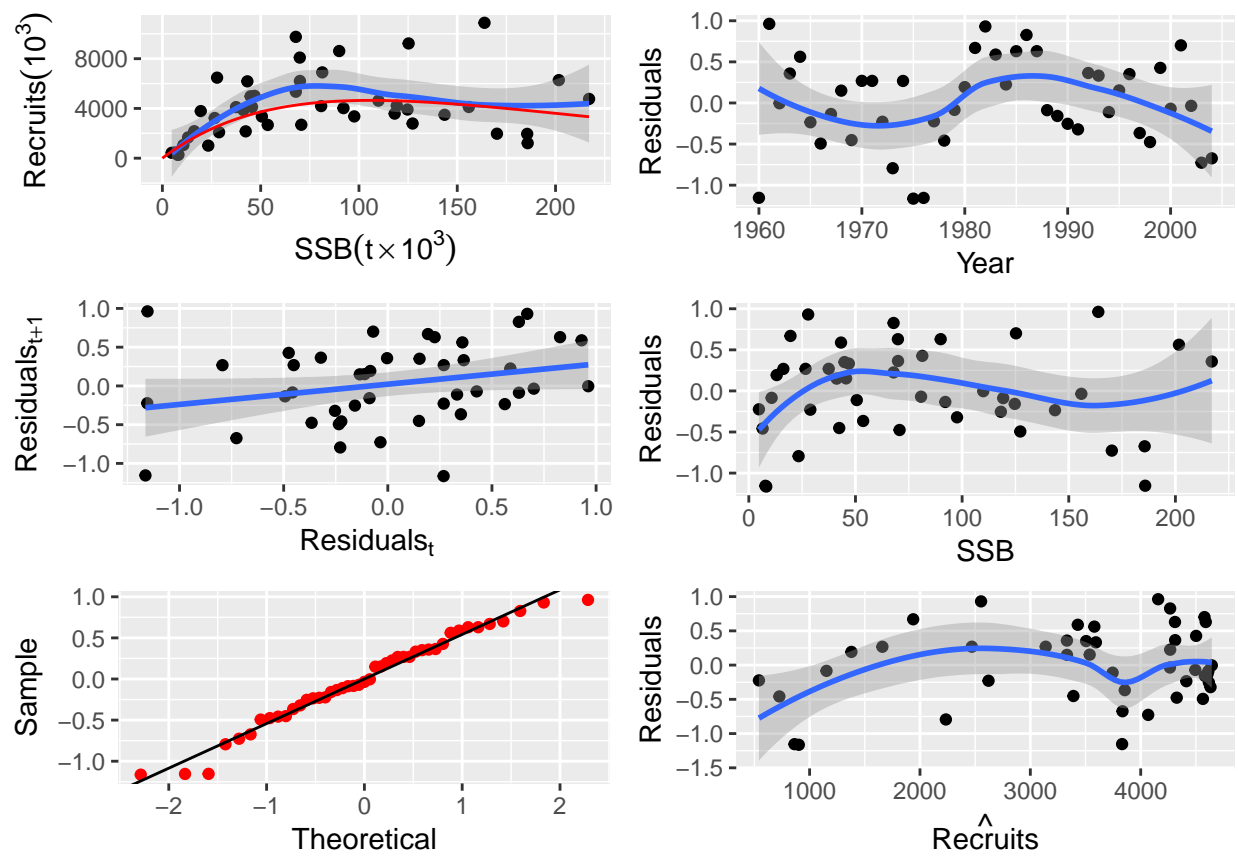 Recruits(10³)
8000
4000
0
0 50 100 150 200
SSB(t × 10³)
Residuals
1.0
0.5
0.0
−0.5
−1.0
1960 1970 1980 1990 2000
Year
Residualsₜ₊₁
1.0
0.5
0.0
−0.5
−1.0
−1.0 −0.5 0.0 0.5 1.0
Residualsₜ
Residuals
1.0
0.5
0.0
−0.5
−1.0
0 50 100 150 200
SSB
Sample
1.0
0.5
0.0
−0.5
−1.0
−2 −1 0 1 2
Theoretical
Residuals
1.0
0.5
0.0
−0.5
−1.0
−1.5
1000 2000 3000 4000
^
Recruits